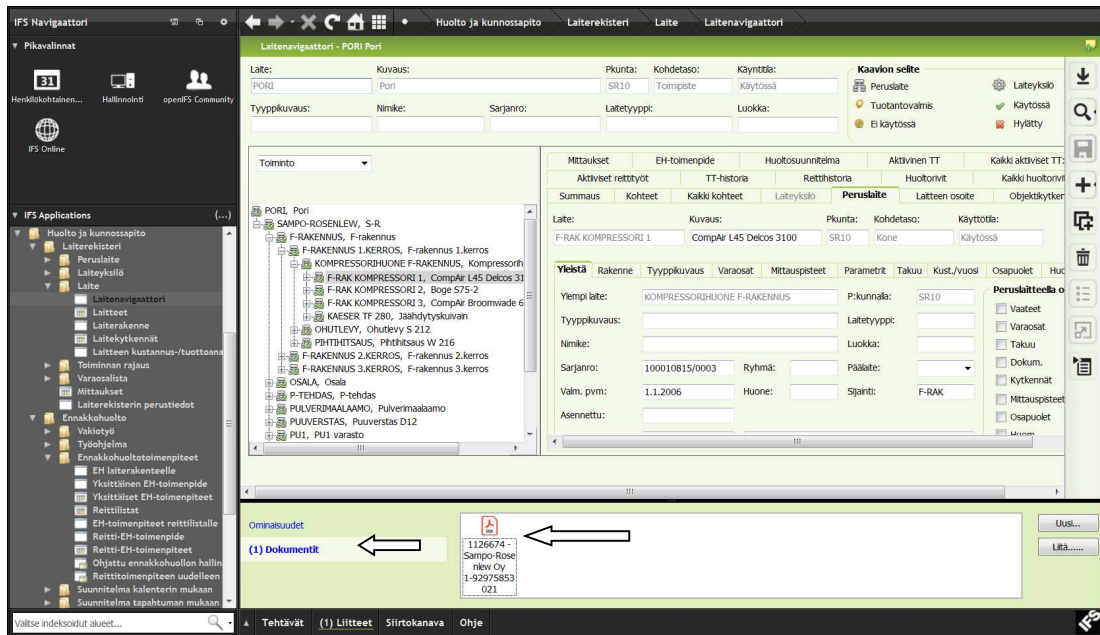 IFS Navigaattori
Huolto ja kunnossapito
Laiterekisteri
Laite
Laitenavigaattori
Pikavalinnat
31
Henkilökohtainen...
Hallinnointi
openIFS Community
IFS Online
IFS Applications
(...)
Huolto ja kunnossapito
Laiterekisteri
Peruslaite
Laiteyksilö
Laite
Laitenavigaattori
Laitteet
Laiterakenne
Laitekytkennät
Laitteen kustannus-/tuottoana
Toiminnan rajaus
Varaosalista
Mittaukset
Laiterekisterin perustiedot
Ennakkohuolto
Vakiotyö
Työohjelma
Ennakkohuoltotoimenpiteet
EH laiterakenteelle
Yksittäinen EH-toimenpide
Yksittäiset EH-toimenpiteet
Reittilistat
EH-toimenpiteet reittilistalle
Reitti-EH-toimenpide
Reitti-EH-toimenpiteet
Ohjattu ennakkohuollon hallin
Reittitoimenpiteen uudelleen
Suunnitelma kalenterin mukaan
Suunnitelma tapahtuman mukaan
Valitse indeksoidut alueet...
Laitenavigaattori - PORI Pori
Laite:
Kuvaus:
Pkunta:
Kohdetaso:
Käynttila:
PORI
Pori
SR10
Toimipiste
Käytössä
Tyyppikuvaus:
Nimike:
Sarjanro:
Laitetyyppi:
Luokka:
Kaavion selite
Peruslaite
Laiteyksilö
Tuotantovalmis
Käytössä
Ei käytössä
Hylätty
Toiminto
PORI, Pori
SAMPO-ROSENLEW, S-R
F-RAKENNUS, F-rakennus
F-RAKENNUS 1.KERROS, F-rakennus 1.kerros
KOMPRESSORIHUONE F-RAKENNUS, Kompressorih
F-RAK KOMPRESSORI 1, CompAir L45 Delcos 31
F-RAK KOMPRESSORI 2, Boge S75-2
F-RAK KOMPRESSORI 3, CompAir Broomwade 6
KAESER TF 280, Jäähdytyskuivain
OHUTLEVY, Ohutlevy S 212
PIHTIHITSAUS, Pihtihitsaus W 216
F-RAKENNUS 2.KERROS, F-rakennus 2.kerros
F-RAKENNUS 3.KERROS, F-rakennus 3.kerros
OSALA, Osala
P-TEHDAS, P-tehdas
PULVERIMAALAAMO, Pulverimaalaamo
PUUVERSTAS, Puuverstas D12
PU1, PU1 varasto
Mittaukset
EH-toimenpide
Huoltosuunnitelma
Aktiivinen TT
Kaikki aktiiviset TT:
Aktiiviset reittityöt
TT-historia
Reittihistoria
Huoltorivit
Kaikki huoltorivit
Summaus
Kohteet
Kaikki kohteet
Laiteyksilö
Peruslaite
Laitteen osoite
Objektikytken
Laite:
Kuvaus:
Pkunta:
Kohdetaso:
Käyttötila:
F-RAK KOMPRESSORI 1
CompAir L45 Delcos 3100
SR10
Kone
Käytössä
Yleistä
Rakenne
Tyyppikuvaus
Varaosat
Mittauspisteet
Parametrit
Takuu
Kust./vuosi
Osapuolet
Huo
Ylempi laite:
KOMPRESSORIHUONE F-RAKENNUS
P:kunnalla:
SR10
Tyyppikuvaus:
Laitetyyppi:
Nimike:
Luokka:
Sarjanro:
100010815/0003
Ryhmä:
Päälaite:
Valm. pvm:
1.1.2006
Huone:
Sijainti:
F-RAK
Asennettu:
Peruslaitteella o
Vaateet
Varaosat
Takuu
Dokum.
Kytkennät
Mittauspisteet
Osapuolet
Huom
Ominaisuudet
(1) Dokumentit
PDF
1126674 -
Sampo-Rose
nlew Oy
1-92975853
021
Uusi...
Liitä......
Tehtävät
(1) Liitteet
Siirtokanava
Ohje
IFS